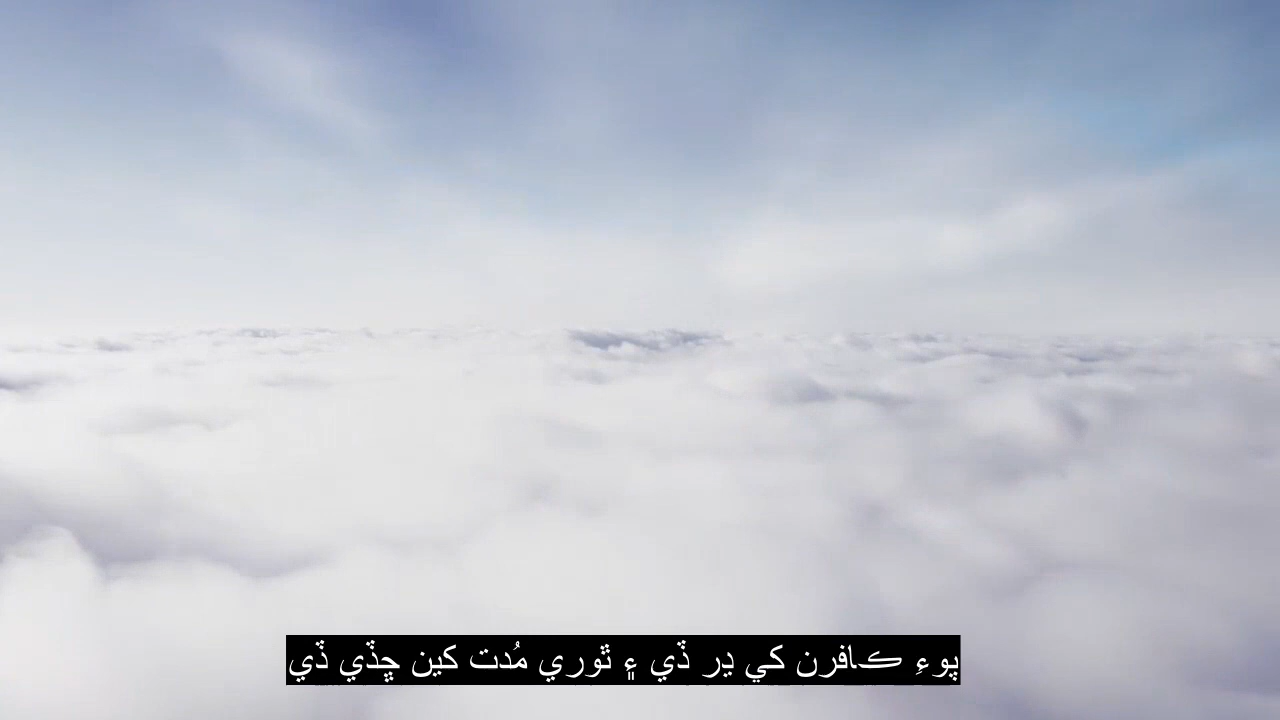 پوءِ ڪافرن کي ڍر ڏي ۽ ٿوري مُدت کين ڇڏي ڏي